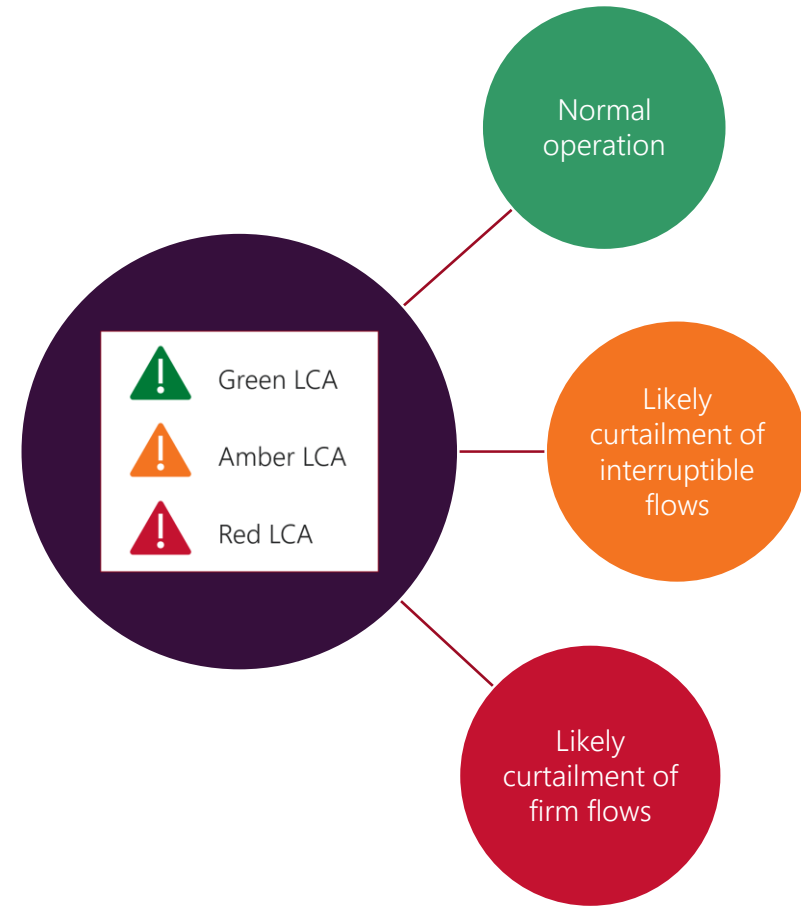 Normal
operation
Green LCA
Amber LCA
Red LCA
Likely
curtailment of
interruptible
flows
Likely
curtailment of
firm flows